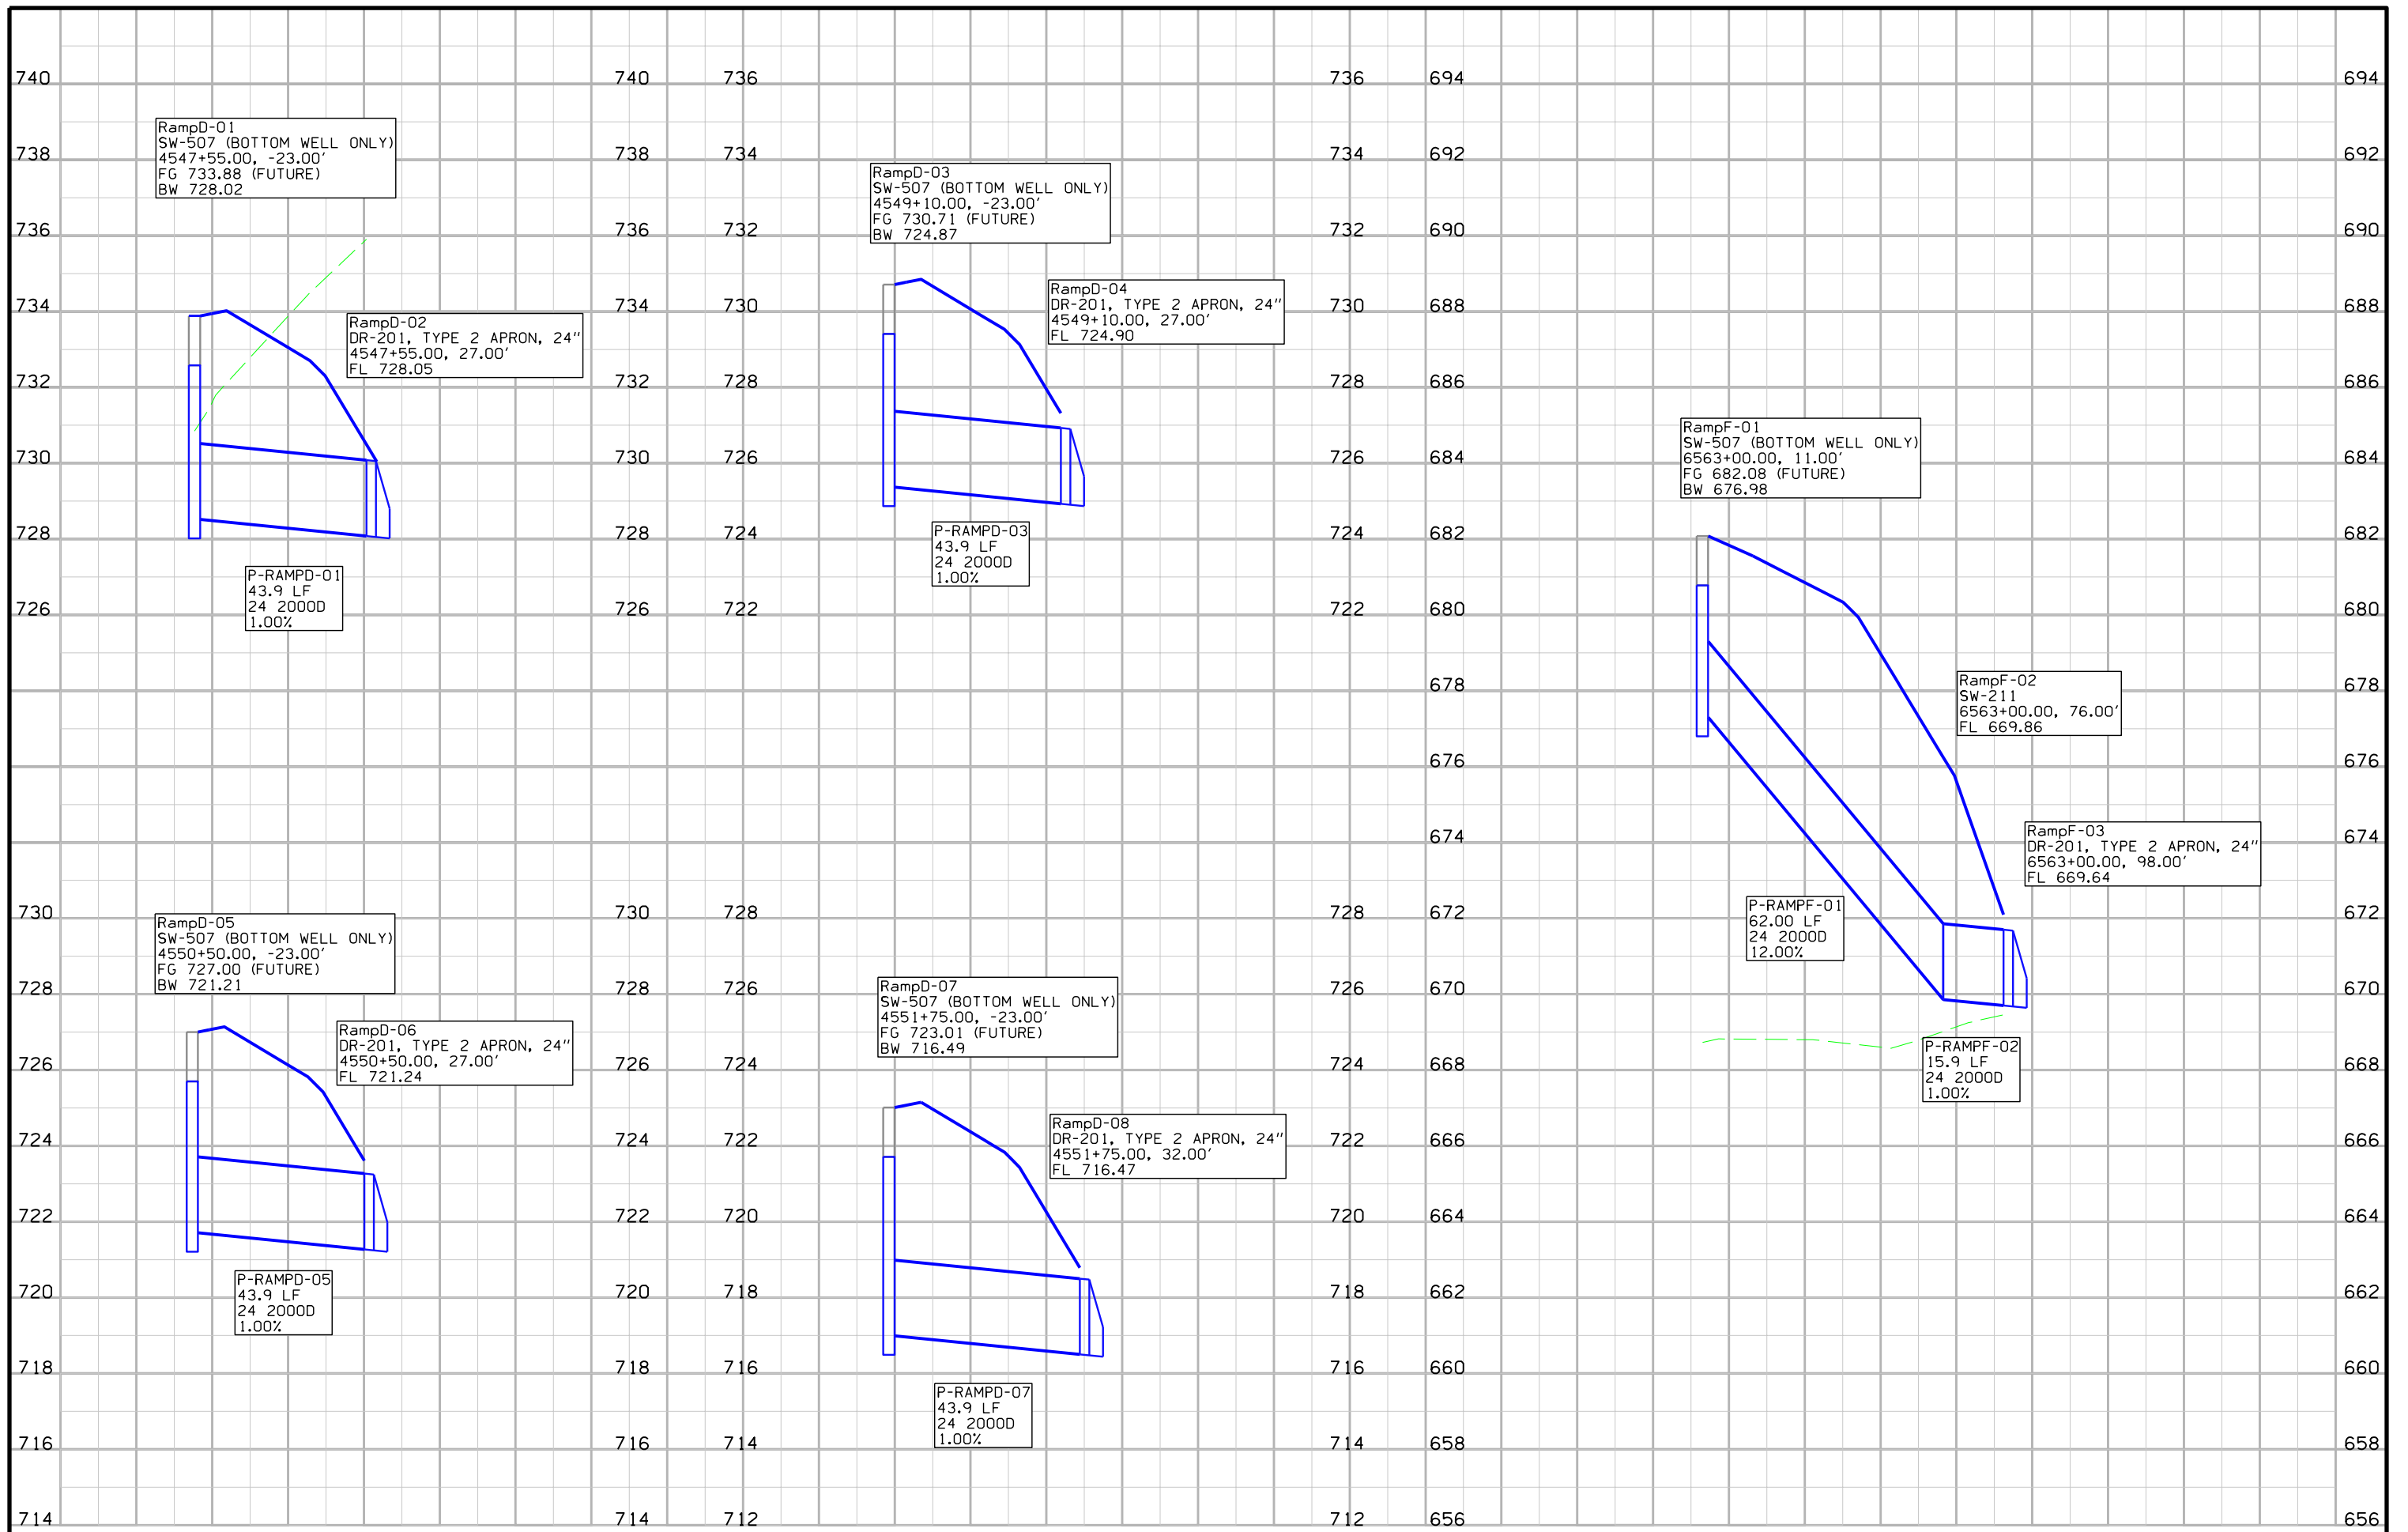 740 740 736 736 694 694
RampD-01
SW-507 (BOTTOM WELL ONLY)
4547+55.00, -23.00'
FG 733.88 (FUTURE)
BW 728.02
738 738 734 734 692 692
RampD-03
SW-507 (BOTTOM WELL ONLY)
4549+10.00, -23.00'
FG 730.71 (FUTURE)
BW 724.87
736 736 732 732 690 690
RampD-04
DR-201, TYPE 2 APRON, 24"
4549+10.00, 27.00'
FL 724.90
734 734 730 730 688 688
RampD-02
DR-201, TYPE 2 APRON, 24"
4547+55.00, 27.00'
FL 728.05
732 732 728 728 686 686
RampF-01
SW-507 (BOTTOM WELL ONLY)
6563+00.00, 11.00'
FG 682.08 (FUTURE)
BW 676.98
730 730 726 726 684 684
P-RAMPD-03
43.9 LF
24 2000D
1.00%
728 728 724 724 682 682
P-RAMPD-01
43.9 LF
24 2000D
1.00%
726 726 722 722 680 680
RampF-02
SW-211
6563+00.00, 76.00'
FL 669.86
678 678
676 676
RampF-03
DR-201, TYPE 2 APRON, 24"
6563+00.00, 98.00'
FL 669.64
674 674
P-RAMPF-01
62.00 LF
24 2000D
12.00%
730 730 728 728 672 672
RampD-05
SW-507 (BOTTOM WELL ONLY)
4550+50.00, -23.00'
FG 727.00 (FUTURE)
BW 721.21
728 728 726 726 670 670
RampD-07
SW-507 (BOTTOM WELL ONLY)
4551+75.00, -23.00'
FG 723.01 (FUTURE)
BW 716.49
RampD-06
DR-201, TYPE 2 APRON, 24"
4550+50.00, 27.00'
FL 721.24
P-RAMPF-02
15.9 LF
24 2000D
1.00%
726 726 724 724 668 668
RampD-08
DR-201, TYPE 2 APRON, 24"
4551+75.00, 32.00'
FL 716.47
724 724 722 722 666 666
722 722 720 720 664 664
P-RAMPD-05
43.9 LF
24 2000D
1.00%
720 720 718 718 662 662
718 718 716 716 660 660
P-RAMPD-07
43.9 LF
24 2000D
1.00%
716 716 714 714 658 658
714 714 712 712 656 656